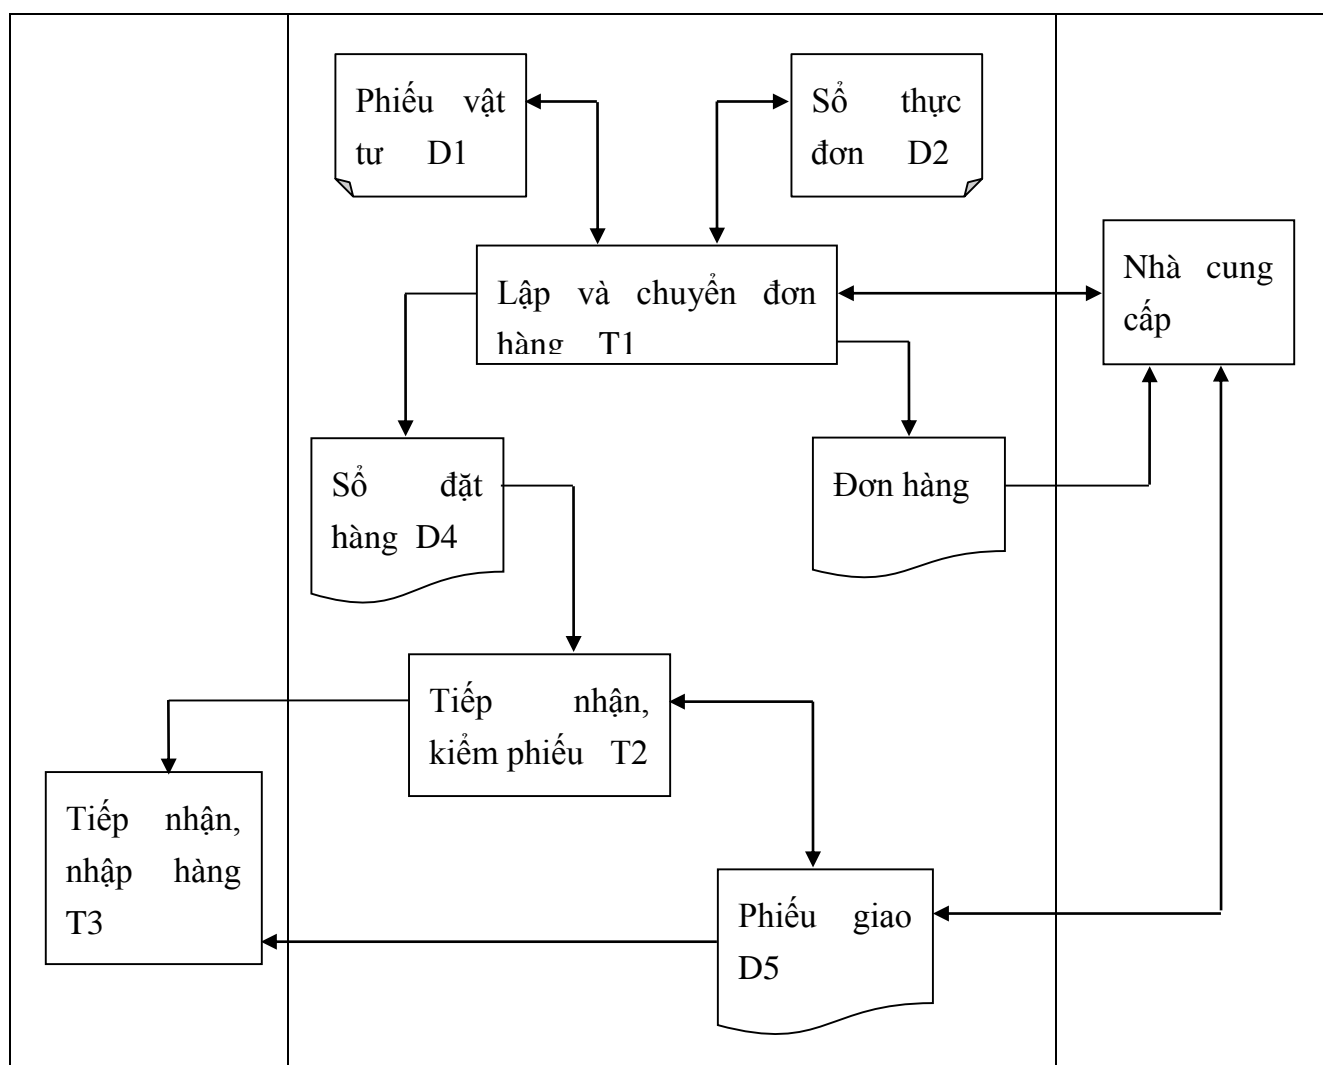 Phiếu vật
tư D1
Sổ thực
đơn D2
Lập và chuyển đơn
hàng T1
Nhà cung
cấp
Sổ đặt
hàng D4
Đơn hàng
Tiếp nhận,
kiểm phiếu T2
Tiếp nhận,
nhập hàng
T3
Phiếu giao
D5